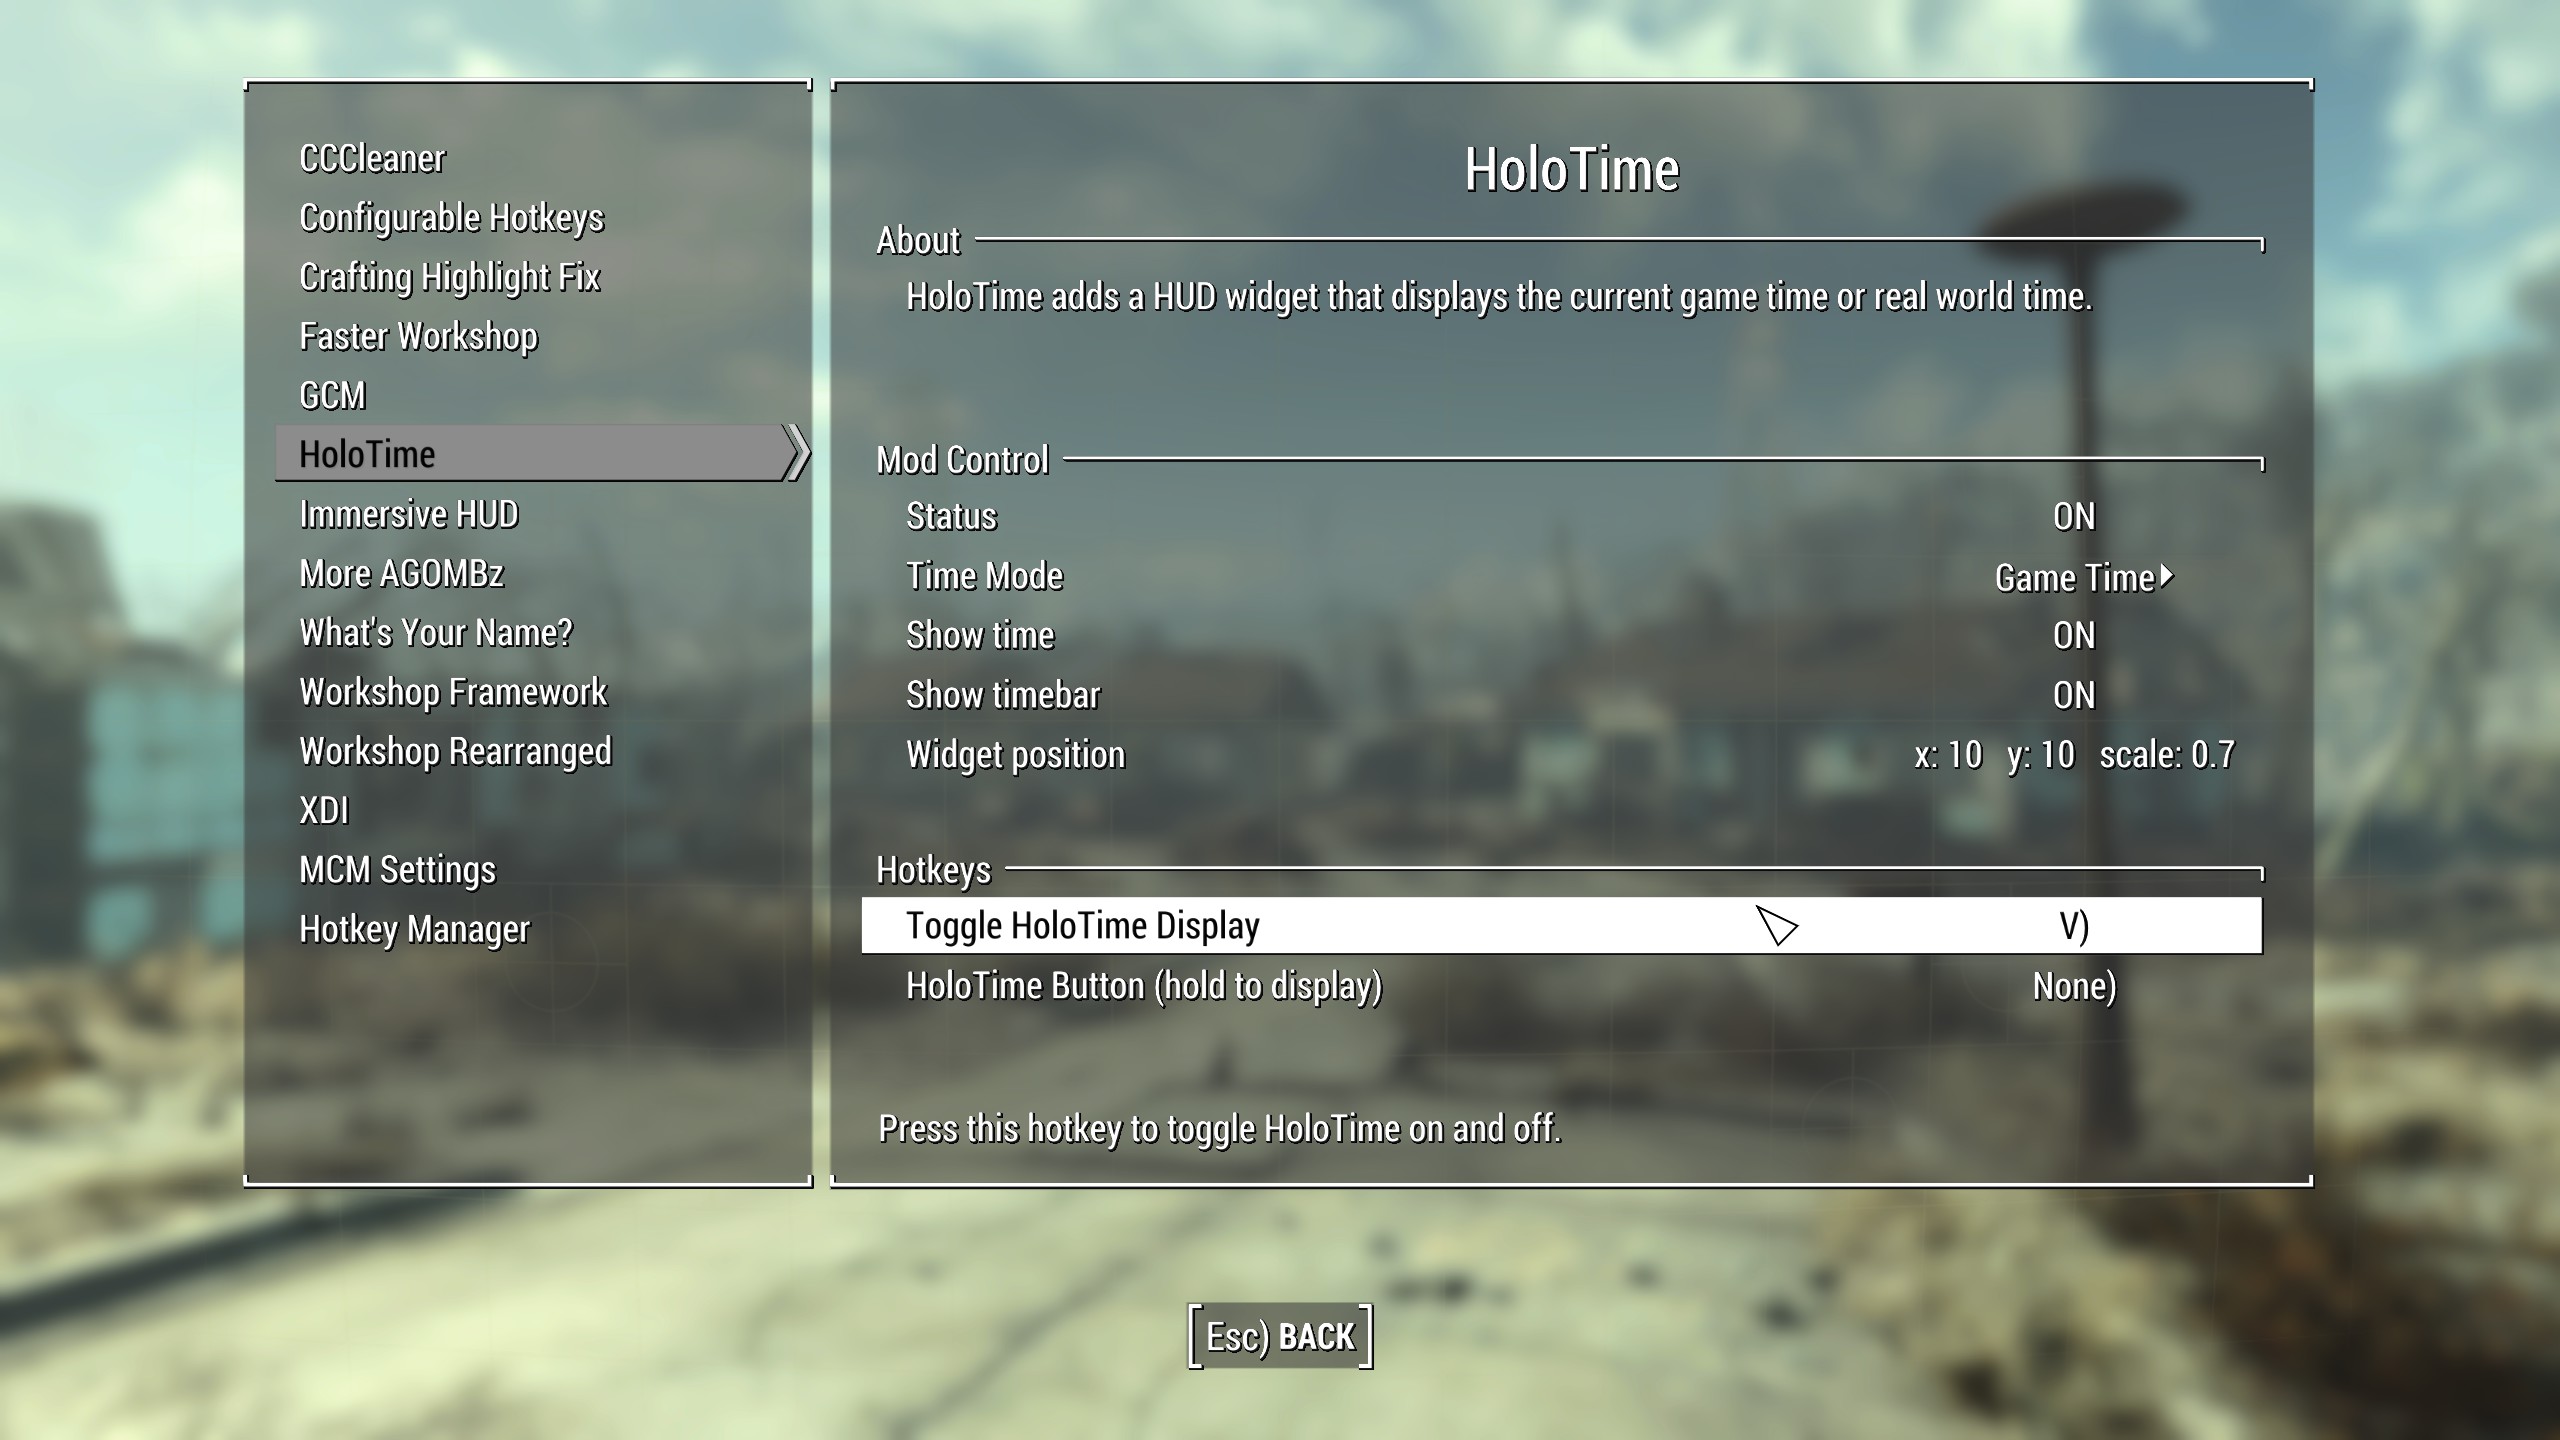 CCCleaner
Configurable Hotkeys
Crafting Highlight Fix
Faster Workshop
GCM
HoloTime
Immersive HUD
More AGOMBz
What's Your Name?
Workshop Framework
Workshop Rearranged
XDI
MCM Settings
Hotkey Manager
HoloTime
About
HoloTime adds a HUD widget that displays the current game time or real world time.
Mod Control
Status ON
Time Mode Game Time
Show time ON
Show timebar ON
Widget position x: 10 y: 10 scale: 0.7
Hotkeys
Toggle HoloTime Display V)
HoloTime Button (hold to display) None)
Press this hotkey to toggle HoloTime on and off.
Esc) BACK